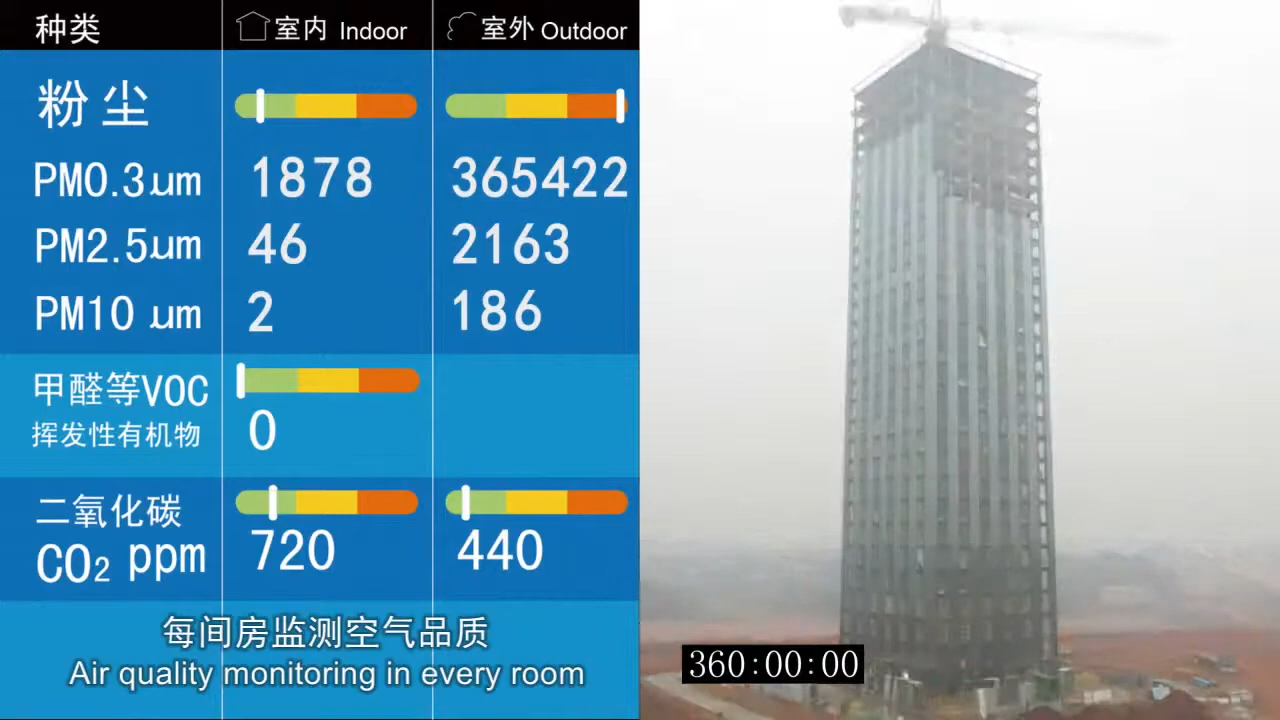 种类 室内 Indoor 室外 Outdoor
粉尘
PM0.3um 1878 365422
PM2.5um 46 2163
PM10 um 2 186
甲醛等VOC
挥发性有机物 0
二氧化碳
CO2 ppm 720 440
每间房监测空气品质
Air quality monitoring in every room
360:00:00